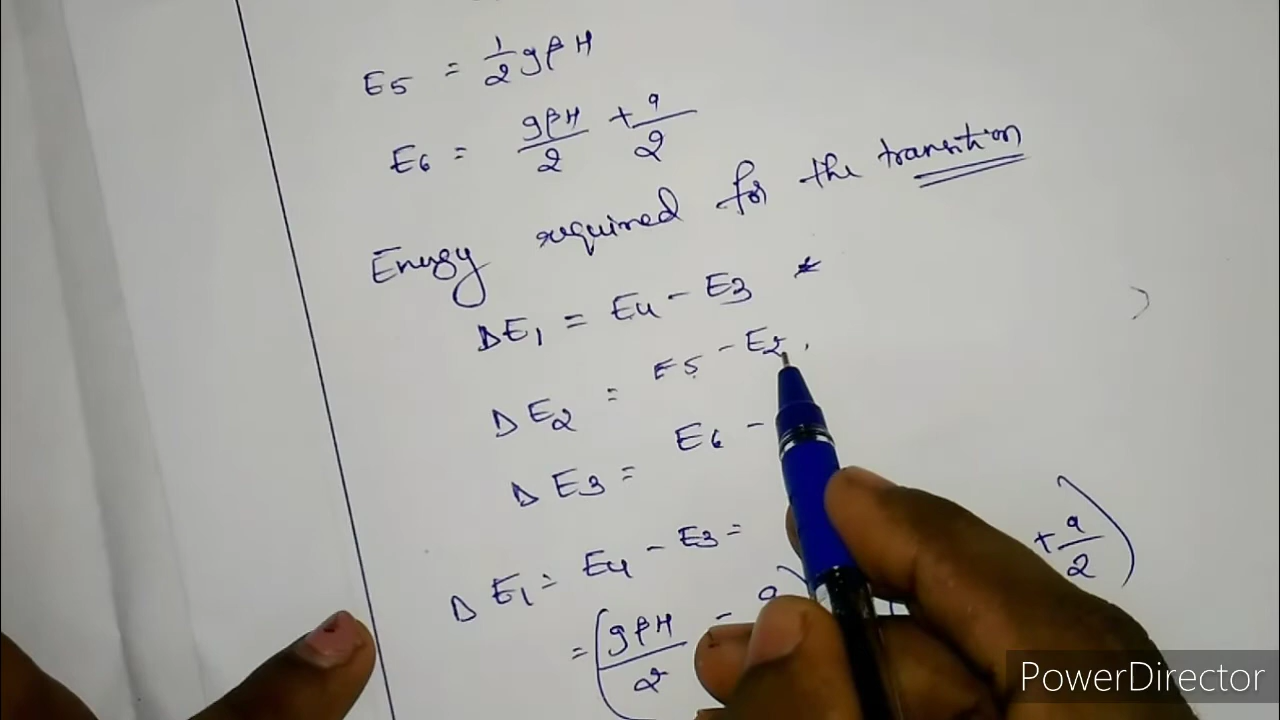 E5 = 1/2 gβH
E6 = gβH/2 + a/2
Energy required for the transition
ΔE1 = E4 - E3 *
ΔE2 = E5 - E2
ΔE3 = E6 -
ΔE1 = E4 - E3 =
= (gβH/2 - a + a/2)
PowerDirector